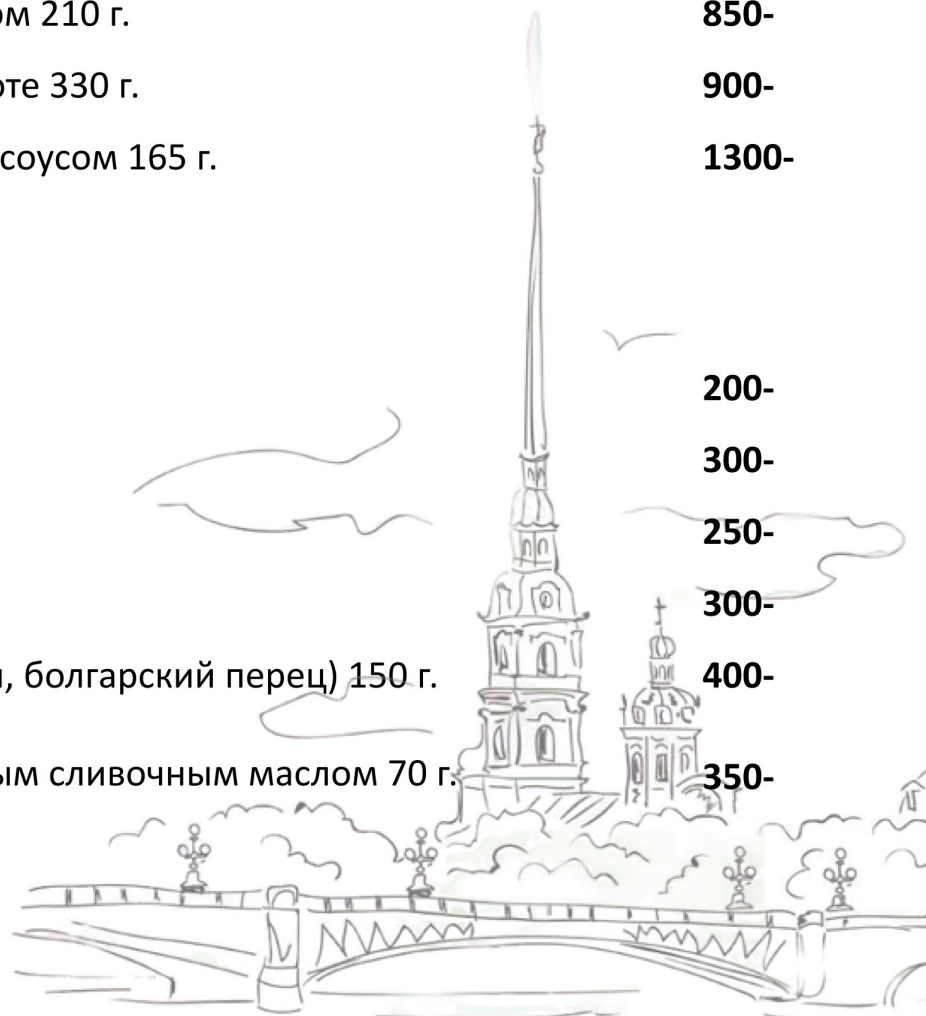 ом 210 г. 850-
оте 330 г. 900-
соусом 165 г. 1300-
200-
300-
250-
300-
, болгарский перец) 150 г. 400-
ым сливочным маслом 70 г. 350-